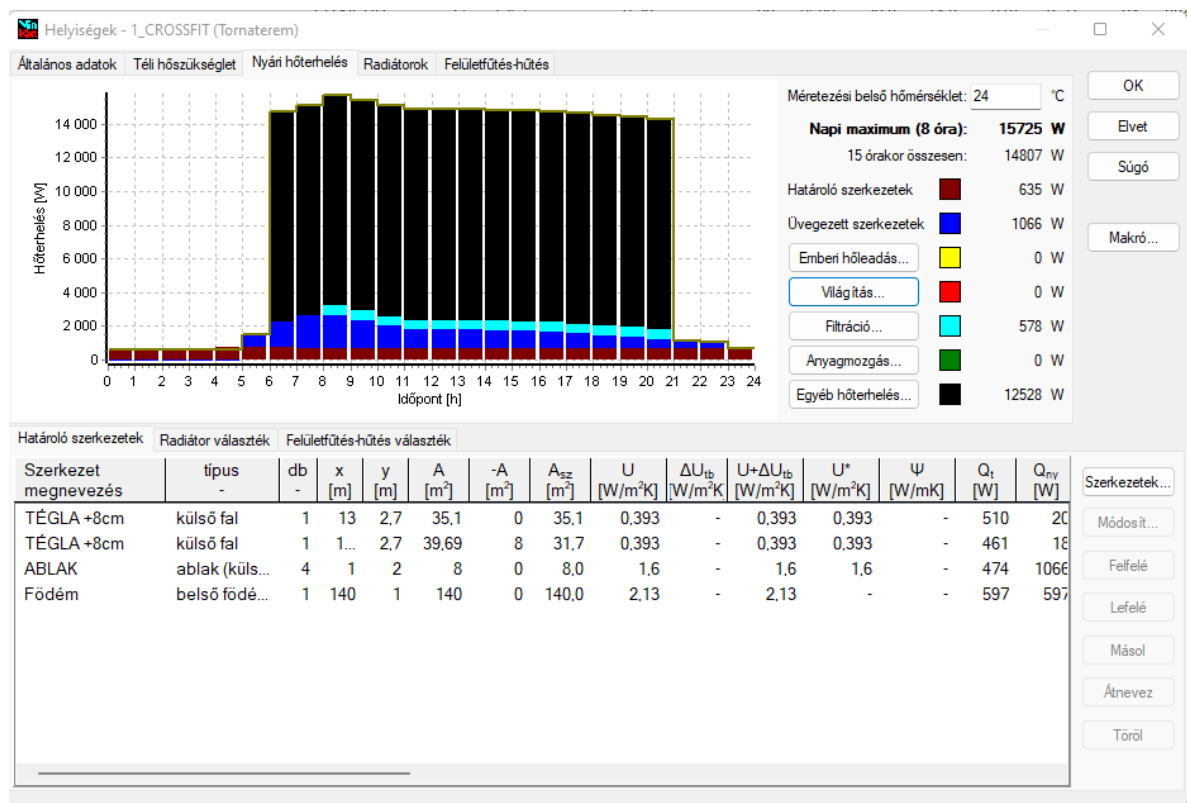 Helyiségek - 1_CROSSFIT (Tornaterem)
Általános adatok Téli hőszükséglet Nyári hőterhelés Radiátorok Felületfűtés-hűtés
OK
Elvet
Súgó
Makró...
Hőterhelés [W]
14 000
12 000
10 000
8 000
6 000
4 000
2 000
0
0 1 2 3 4 5 6 7 8 9 10 11 12 13 14 15 16 17 18 19 20 21 22 23 24
Időpont [h]
Méretezési belső hőmérséklet: 24 °C
Napi maximum (8 óra): 15725 W
15 órakor összesen: 14807 W
Határoló szerkezetek 635 W
Üvegezett szerkezetek 1066 W
Emberi hőleadás... 0 W
Világítás... 0 W
Filtráció... 578 W
Anyagmozgás... 0 W
Egyéb hőterhelés... 12528 W
Határoló szerkezetek Radiátor választék Felületfűtés-hűtés választék
Szerkezet típus db x y A -A Asz U ΔUtb U+ΔUtb U* Ψ Qt Qny
megnevezés - - [m] [m] [m²] [m²] [m²] [W/m²K] [W/m²K [W/m²K] [W/m²K] [W/mK] [W] [W]
TÉGLA +8cm külső fal 1 13 2,7 35,1 0 35,1 0,393 - 0,393 0,393 - 510 20
TÉGLA +8cm külső fal 1 1... 2,7 39,69 8 31,7 0,393 - 0,393 0,393 - 461 18
ABLAK ablak (küls... 4 1 2 8 0 8,0 1,6 - 1,6 1,6 - 474 1066
Födém belső födé... 1 140 1 140 0 140,0 2,13 - 2,13 - - 597 597
Szerkezetek...
Módosít...
Felfelé
Lefelé
Másol
Átnevez
Töröl